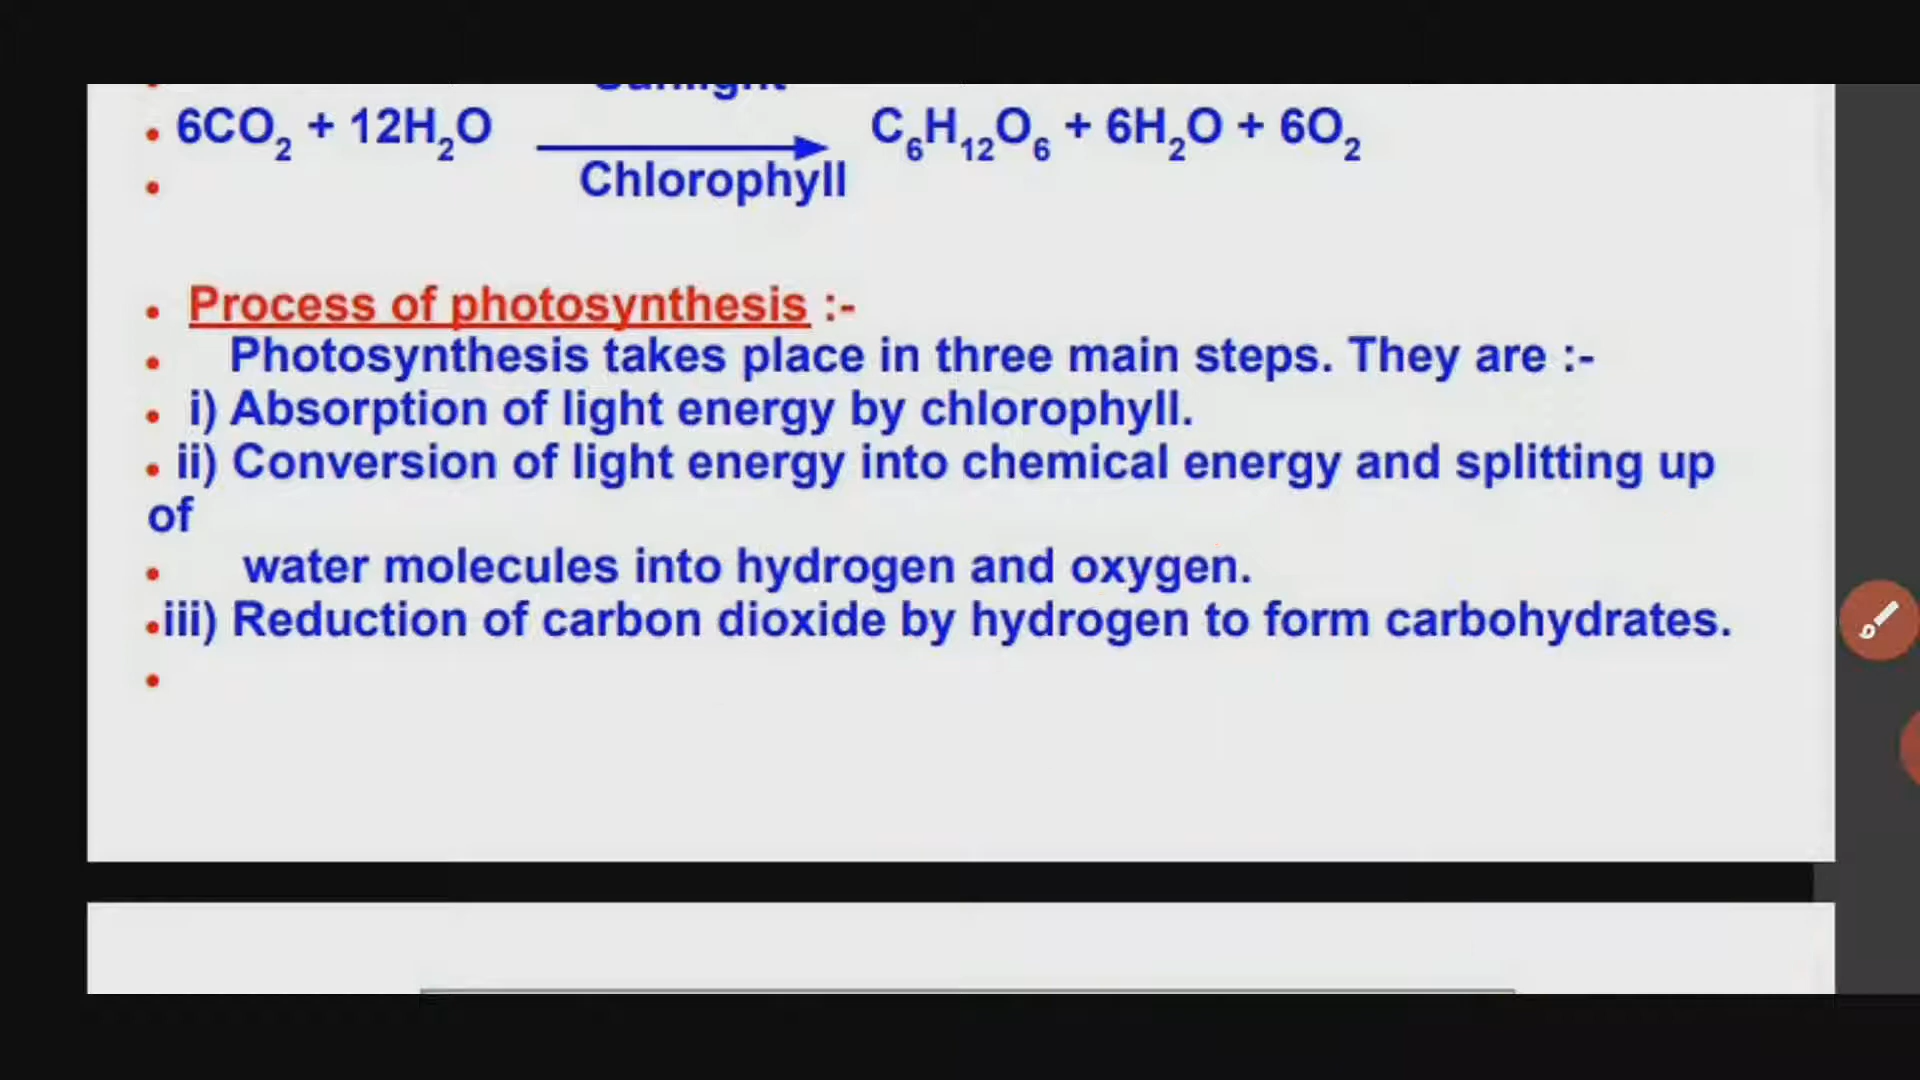 Sunlight
• 6CO₂ + 12H₂O C₆H₁₂O₆ + 6H₂O + 6O₂
• Chlorophyll
• Process of photosynthesis :-
• Photosynthesis takes place in three main steps. They are :-
• i) Absorption of light energy by chlorophyll.
• ii) Conversion of light energy into chemical energy and splitting up
of
• water molecules into hydrogen and oxygen.
•iii) Reduction of carbon dioxide by hydrogen to form carbohydrates.